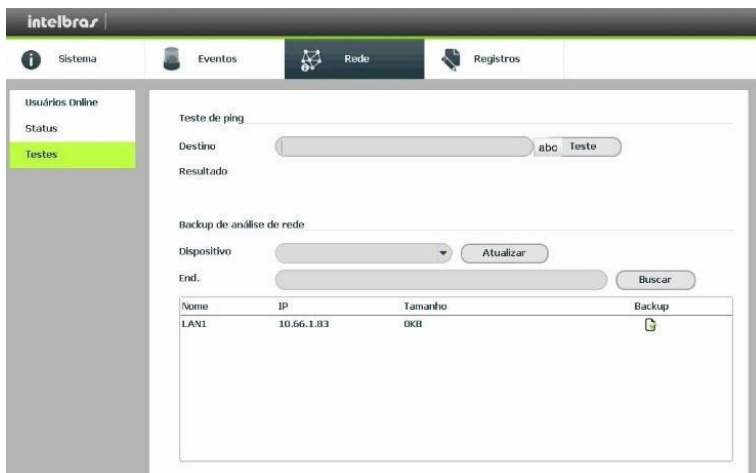 intelbras
Sistema
Eventos
Rede
Registros
Usuários Online
Status
Testes
Teste de ping
Destino
abc Teste
Resultado
Backup de análise de rede
Dispositivo
Atualizar
End.
Buscar
Nome IP Tamanho Backup
LAN1 10.66.1.83 0KB